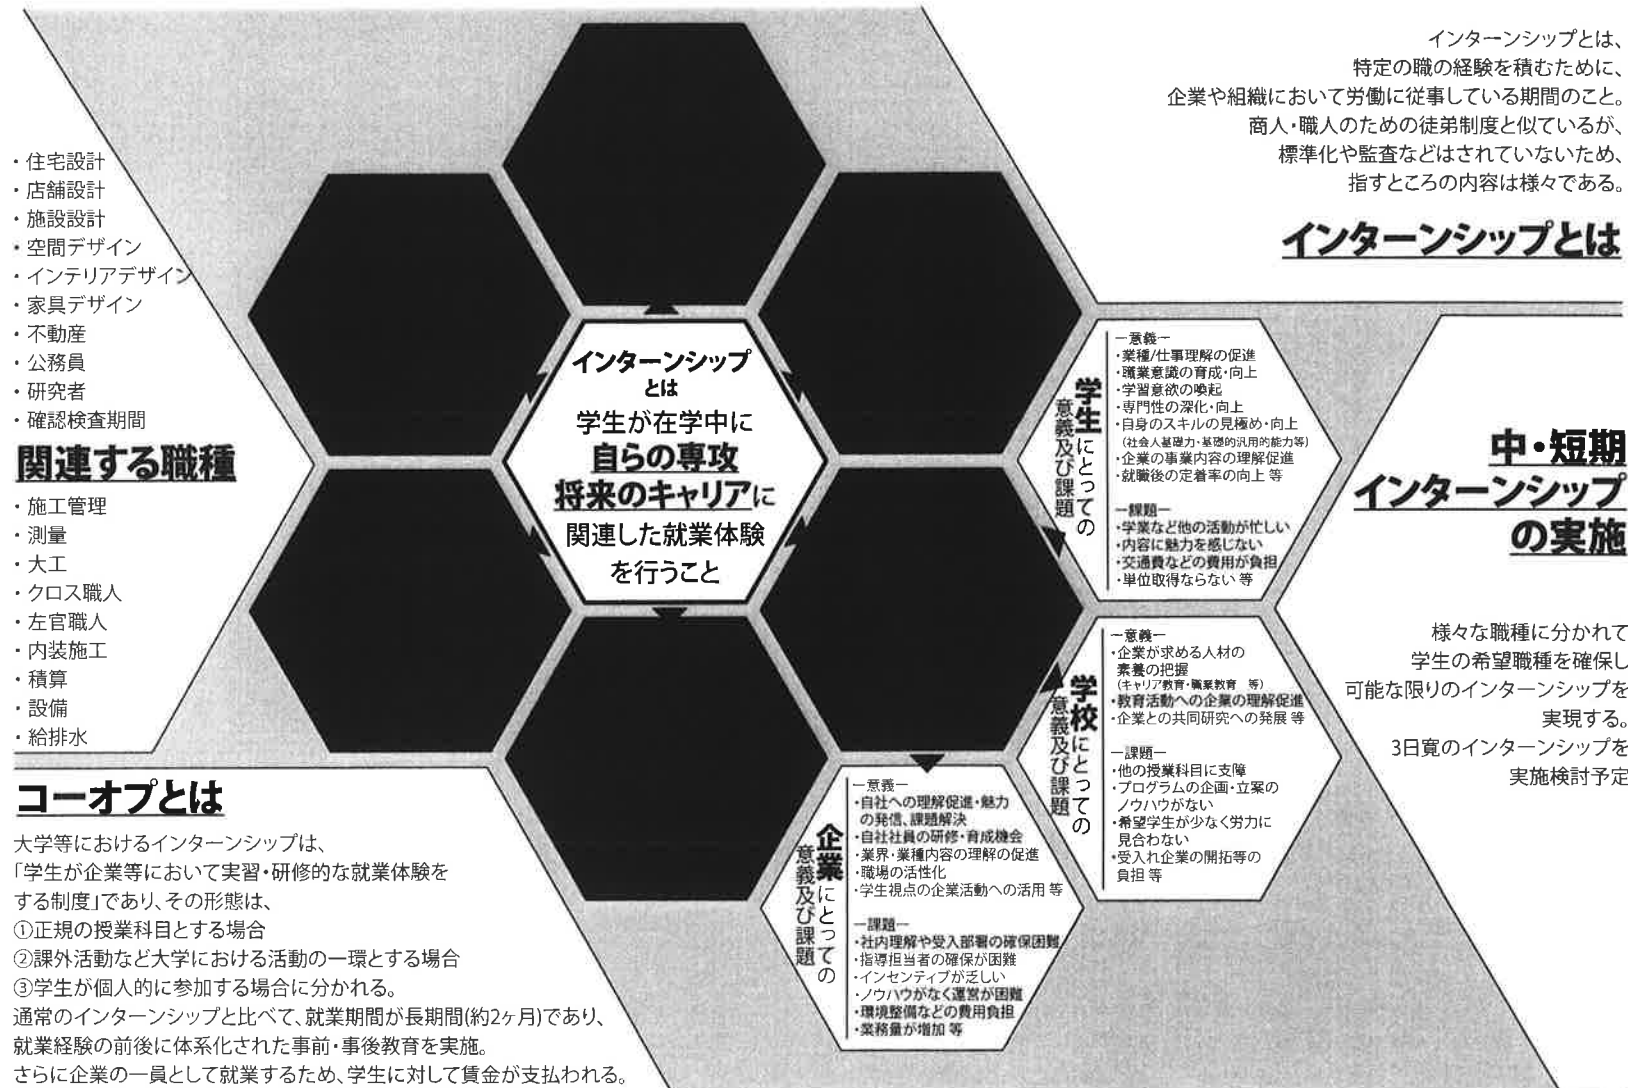 インターンシップとは、
特定の職の経験を積むために、
企業や組織において労働に従事している期間のこと。
商人・職人のための徒弟制度と似ているが、
標準化や監査などはされていないため、
指すところの内容は様々である。
インターンシップとは
・住宅設計
・店舗設計
・施設設計
・空間デザイン
・インテリアデザイン
・家具デザイン
・不動産
・公務員
・研究者
・確認検査期間
関連する職種
・施工管理
・測量
・大工
・クロス職人
・左官職人
・内装施工
・積算
・設備
・給排水
インターンシップ
とは
学生が在学中に
自らの専攻
将来のキャリアに
関連した就業体験
を行うこと
学生にとっての
意義及び課題
ー意義ー
・業種/仕事理解の促進
・職業意識の育成・向上
・学習意欲の喚起
・専門性の深化・向上
・自身のスキルの見極め・向上
(社会人基礎力・基礎的汎用的能力等)
・企業の事業内容の理解促進
・就職後の定着率の向上 等
ー課題ー
・学業など他の活動が忙しい
・内容に魅力を感じない
・交通費などの費用が負担
・単位取得ならない 等
中・短期
インターンシップ
の実施
様々な職種に分かれて
学生の希望職種を確保し
可能な限りのインターンシップを
実現する。
3日寛のインターンシップを
実施検討予定
学校にとっての
意義及び課題
ー意義ー
・企業が求める人材の
素養の把握
(キャリア教育・職業教育 等)
・教育活動への企業の理解促進
・企業との共同研究への発展 等
ー課題ー
・他の授業科目に支障
・プログラムの企画・立案の
ノウハウがない
・希望学生が少なく労力に
見合わない
・受入れ企業の開拓等の
負担 等
企業にとっての
意義及び課題
ー意義ー
・自社への理解促進・魅力
の発信、課題解決
・自社社員の研修・育成機会
・業界・業種内容の理解の促進
・職場の活性化
・学生視点の企業活動への活用 等
ー課題ー
・社内理解や受入部署の確保困難
・指導担当者の確保が困難
・インセンティブが乏しい
・ノウハウがなく運営が困難
・環境整備などの費用負担
・業務量が増加 等
コーオプとは
大学等におけるインターンシップは、
「学生が企業等において実習・研修的な就業体験を
する制度」であり、その形態は、
①正規の授業科目とする場合
②課外活動など大学における活動の一環とする場合
③学生が個人的に参加する場合に分かれる。
通常のインターンシップと比べて、就業期間が長期間(約2ヶ月)であり、
就業経験の前後に体系化された事前・事後教育を実施。
さらに企業の一員として就業するため、学生に対して賃金が支払われる。